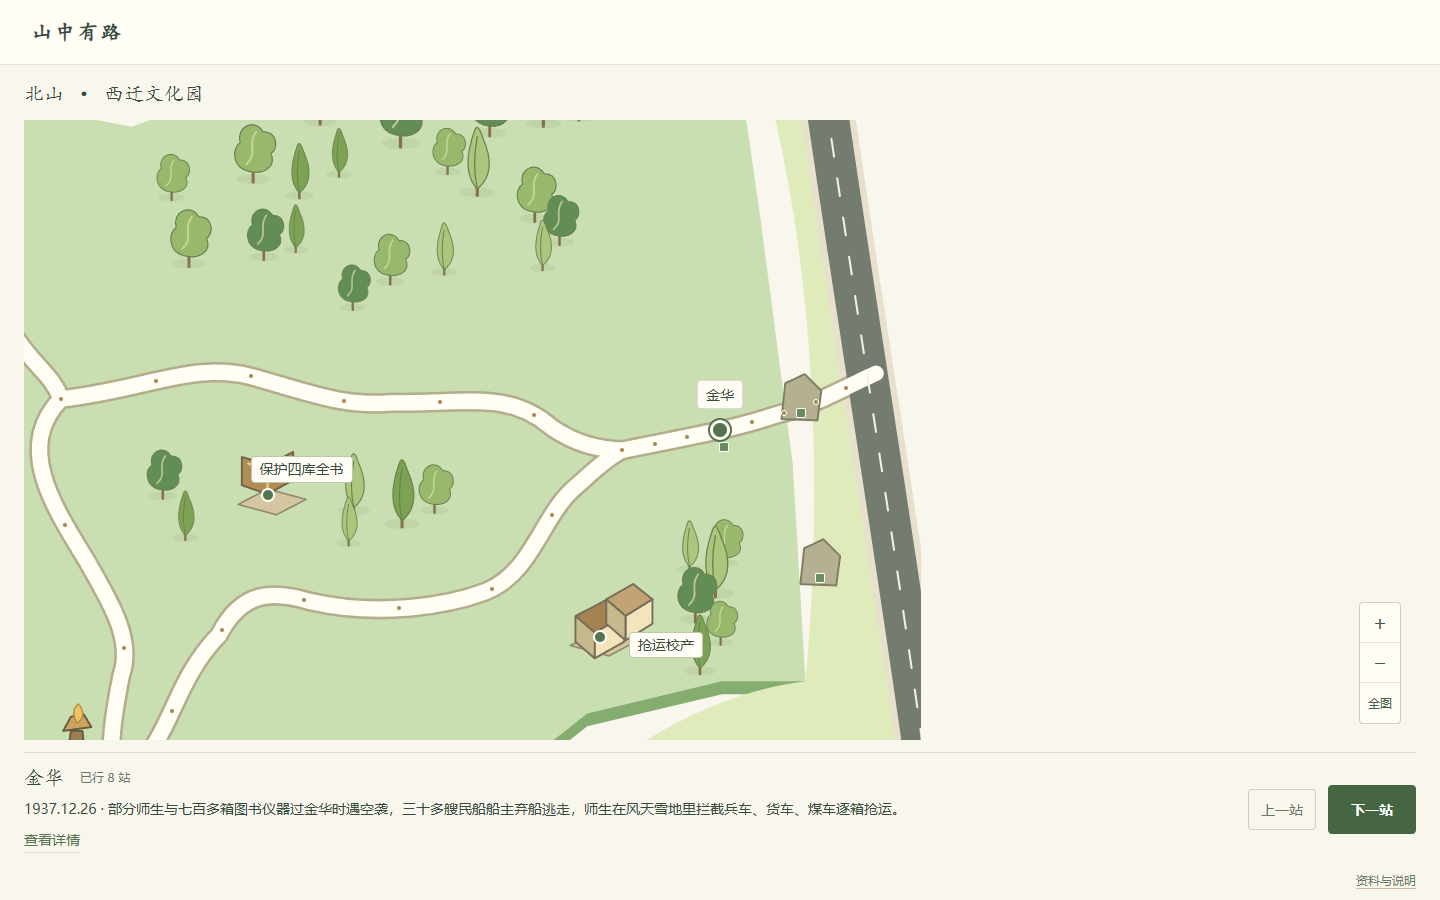 山中有路
北山 • 西迁文化园
金华
保护四库全书
抢运校产
+
−
全图
金华 已行 8 站
1937.12.26 · 部分师生与七百多箱图书仪器过金华时遇空袭，三十多艘民船船主弃船逃走，师生在风天雪地里拦截兵车、货车、煤车逐箱抢运。
查看详情
上一站
下一站
资料与说明